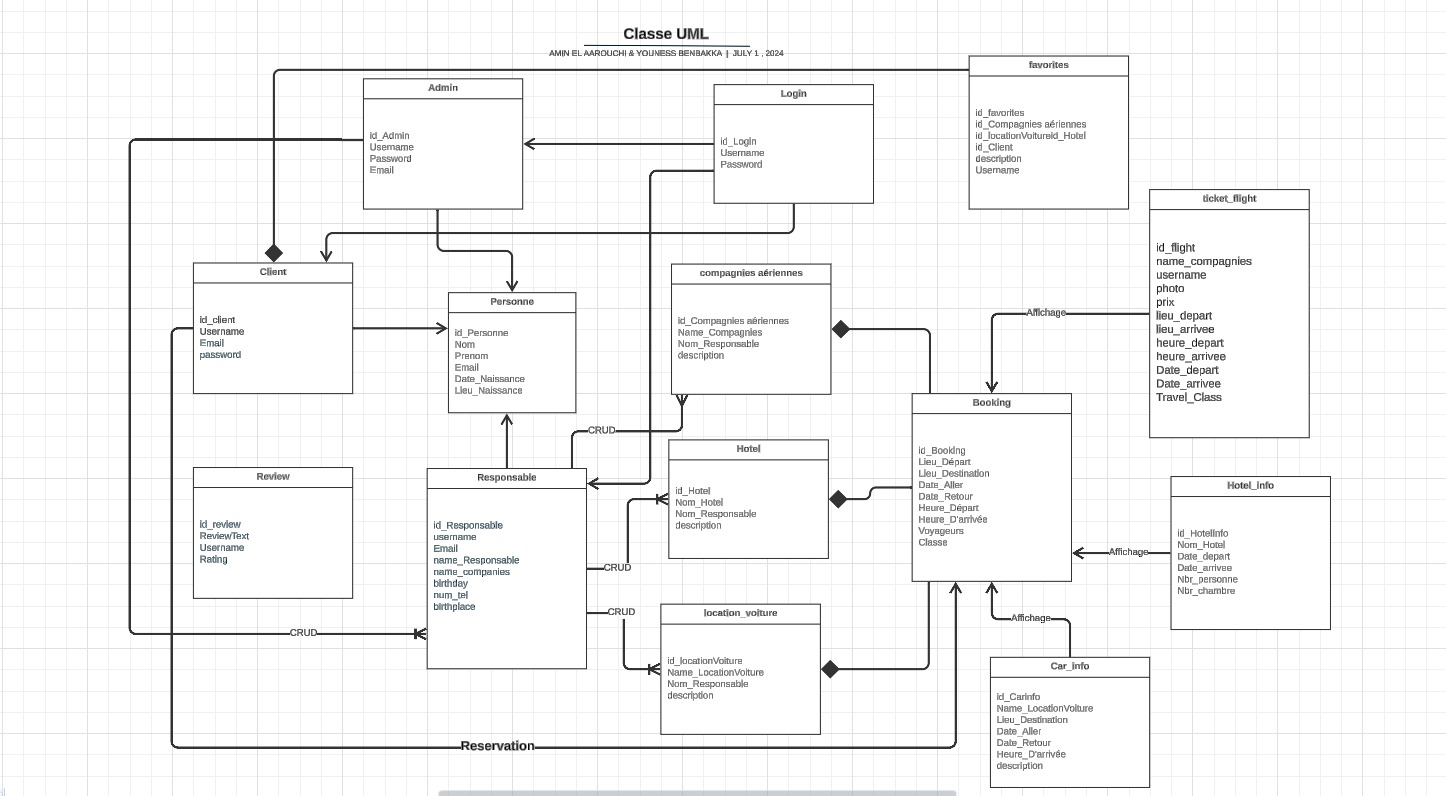 Classe UML
AMIN EL AAROUCHI & YOUNESS BENBAKKA | JULY 1 , 2024
favorites
id_favorites
id_Compagnies aériennes
id_locationVoitureid_Hotel
id_Client
description
Username
Admin
id_Admin
Username
Password
Email
Login
id_Login
Username
Password
ticket_flight
id_flight
name_compagnies
username
photo
prix
lieu_depart
lieu_arrivee
heure_depart
heure_arrivee
Date_depart
Date_arrivee
Travel_Class
Client
id_client
Username
Email
password
Personne
id_Personne
Nom
Prenom
Email
Date_Naissance
Lieu_Naissance
compagnies aériennes
id_Compagnies aériennes
Name_Compagnies
Nom_Responsable
description
Affichage
Booking
id_Booking
Lieu_Départ
Lieu_Destination
Date_Aller
Date_Retour
Heure_Départ
Heure_D'arrivée
Voyageurs
Classe
CRUD
Hotel
id_Hotel
Nom_Hotel
Nom_Responsable
description
Review
id_review
ReviewText
Username
Rating
Responsable
id_Responsable
username
Email
name_Responsable
name_companies
birthday
num_tel
birthplace
Hotel_info
id_HotelInfo
Nom_Hotel
Date_depart
Date_arrivee
Nbr_personne
Nbr_chambre
Affichage
CRUD
CRUD
location_voiture
id_locationVoiture
Name_LocationVoiture
Nom_Responsable
description
Affichage
CRUD
Car_info
id_Carinfo
Name_LocationVoiture
Lieu_Destination
Date_Aller
Date_Retour
Heure_D'arrivée
description
Reservation